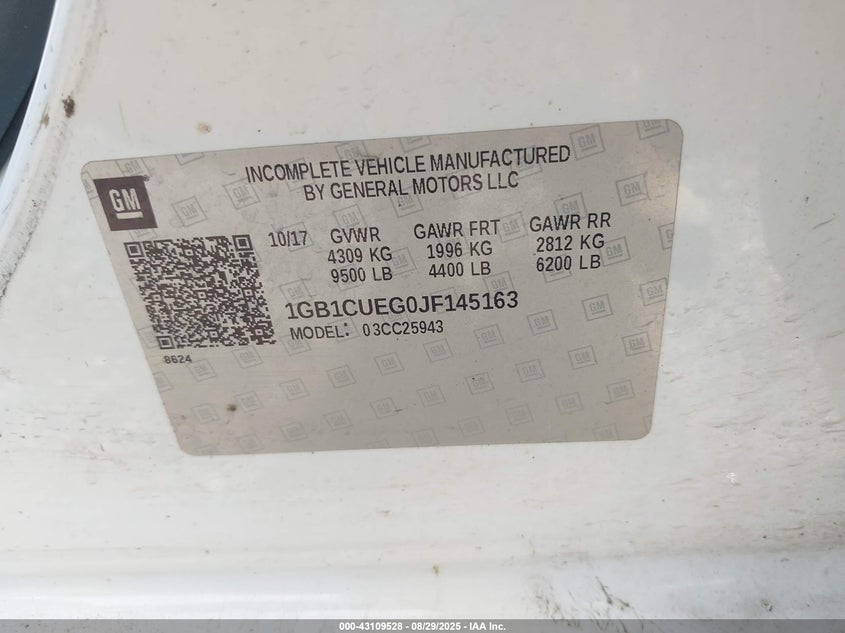 INCOMPLETE VEHICLE MANUFACTURED
BY GENERAL MOTORS LLC
GM
10/17 GVWR GAWR FRT GAWR RR
4309 KG 1996 KG 2812 KG
9500 LB 4400 LB 6200 LB
1GB1CUEG0JF145163
MODEL: 03CC25943
8624
000-43109528 - 08/29/2025 - IAA Inc.